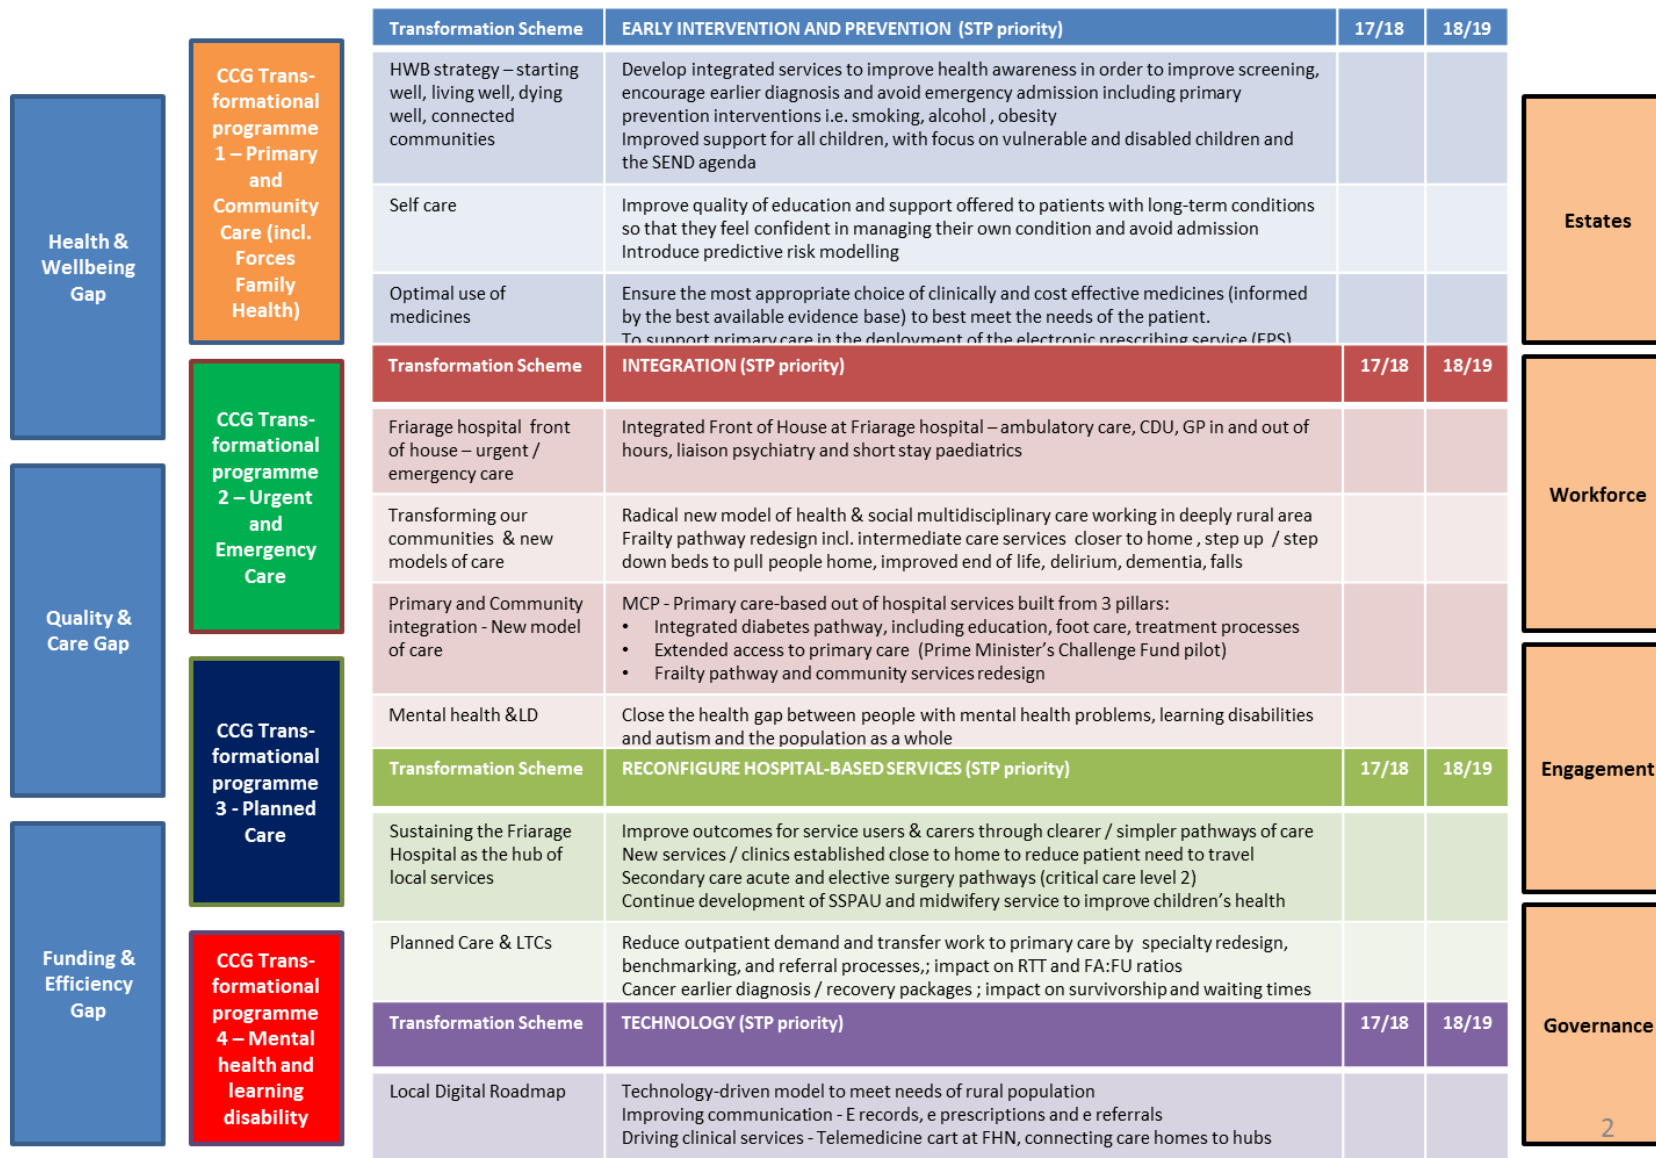 Health &
Wellbeing
Gap
Quality &
Care Gap
Funding &
Efficiency
Gap
CCG Trans-
formational
programme
1 – Primary
and
Community
Care (incl.
Forces
Family
Health)
CCG Trans-
formational
programme
2 – Urgent
and
Emergency
Care
CCG Trans-
formational
programme
3 - Planned
Care
CCG Trans-
formational
programme
4 – Mental
health and
learning
disability
Transformation Scheme EARLY INTERVENTION AND PREVENTION (STP priority) 17/18 18/19
HWB strategy – starting
well, living well, dying
well, connected
communities
Develop integrated services to improve health awareness in order to improve screening,
encourage earlier diagnosis and avoid emergency admission including primary
prevention interventions i.e. smoking, alcohol , obesity
Improved support for all children, with focus on vulnerable and disabled children and
the SEND agenda
Self care
Improve quality of education and support offered to patients with long-term conditions
so that they feel confident in managing their own condition and avoid admission
Introduce predictive risk modelling
Optimal use of
medicines
Ensure the most appropriate choice of clinically and cost effective medicines (informed
by the best available evidence base) to best meet the needs of the patient.
To support primary care in the deployment of the electronic prescribing service (EPS)
Transformation Scheme INTEGRATION (STP priority) 17/18 18/19
Friarage hospital front
of house – urgent /
emergency care
Integrated Front of House at Friarage hospital – ambulatory care, CDU, GP in and out of
hours, liaison psychiatry and short stay paediatrics
Transforming our
communities & new
models of care
Radical new model of health & social multidisciplinary care working in deeply rural area
Frailty pathway redesign incl. intermediate care services closer to home , step up / step
down beds to pull people home, improved end of life, delirium, dementia, falls
Primary and Community
integration - New model
of care
MCP - Primary care-based out of hospital services built from 3 pillars:
• Integrated diabetes pathway, including education, foot care, treatment processes
• Extended access to primary care (Prime Minister’s Challenge Fund pilot)
• Frailty pathway and community services redesign
Mental health &LD
Close the health gap between people with mental health problems, learning disabilities
and autism and the population as a whole
Transformation Scheme RECONFIGURE HOSPITAL-BASED SERVICES (STP priority) 17/18 18/19
Sustaining the Friarage
Hospital as the hub of
local services
Improve outcomes for service users & carers through clearer / simpler pathways of care
New services / clinics established close to home to reduce patient need to travel
Secondary care acute and elective surgery pathways (critical care level 2)
Continue development of SSPAU and midwifery service to improve children’s health
Planned Care & LTCs
Reduce outpatient demand and transfer work to primary care by specialty redesign,
benchmarking, and referral processes,; impact on RTT and FA:FU ratios
Cancer earlier diagnosis / recovery packages ; impact on survivorship and waiting times
Transformation Scheme TECHNOLOGY (STP priority) 17/18 18/19
Local Digital Roadmap
Technology-driven model to meet needs of rural population
Improving communication - E records, e prescriptions and e referrals
Driving clinical services - Telemedicine cart at FHN, connecting care homes to hubs
Estates
Workforce
Engagement
Governance
2